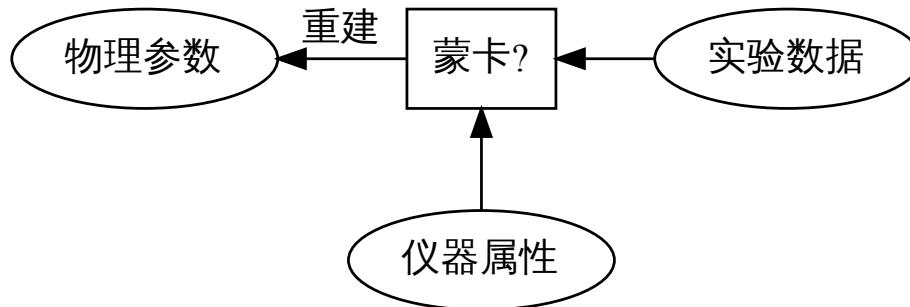 重建
物理参数
蒙卡?
实验数据
仪器属性